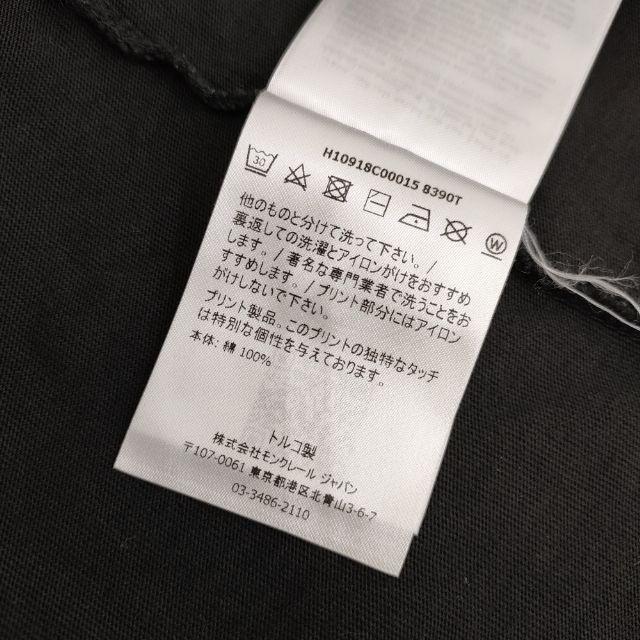 H10918C00015 8390T
30
W
他のものと分けて洗って下さい。/
裏返しての洗濯とアイロンがけをおすすめ
します。/ 著名な専門業者で洗うことをお
すすめします。/ プリント部分にはアイロン
がけしないで下さい。
プリント製品。このプリントの独特なタッチ
は特別な個性を与えております。
本体: 綿 100%
トルコ製
株式会社モンクレール ジャパン
〒107-0061 東京都港区北青山3-6-7
03-3486-2110